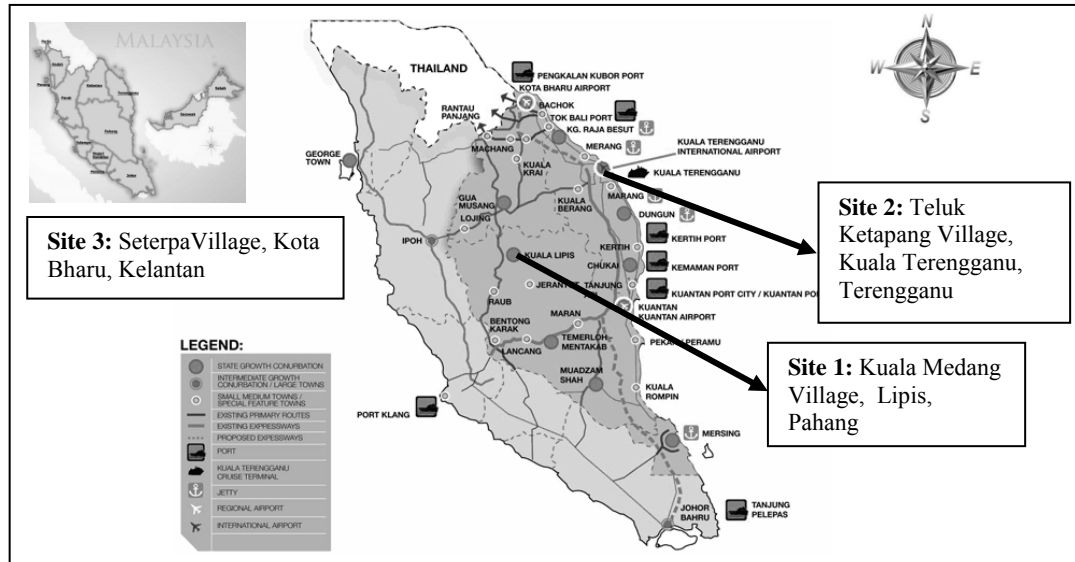 MALAYSIA
N
W E
S
THAILAND
PENGKALAN KUBOR PORT
KOTA BHARU AIRPORT
BACHOK
TOK BALI PORT
RANTAU
PANJANG
KG. RAJA BESUT
MACHANG
MERANG
KUALA TERENGGANU
INTERNATIONAL AIRPORT
GEORGE
TOWN
KUALA
KRAI
KUALA TERENGGANU
GUA
MUSANG
KUALA
BERANG
MARANG
DUNGUN
LOJING
IPOH
KERTIH
KERTIH PORT
KUALA LIPIS
CHUKAI
KEMAMAN PORT
TANJUNG
KUANTAN PORT CITY / KUANTAN
RAUB
KUANTAN
KUANTAN AIRPORT
MARAN
BENTONG
KARAK
TEMERLOH
MENTAKAB
LANCANG
PEKAN
PERAMU
MUADZAM
SHAH
KUALA
ROMPIN
PORT KLANG
MERSING
TANJUNG
PELEPAS
JOHOR
BAHRU
Site 3: SeterpaVillage, Kota
Bharu, Kelantan
Site 2: Teluk
Ketapang Village,
Kuala Terengganu,
Terengganu
Site 1: Kuala Medang
Village, Lipis,
Pahang
LEGEND:
STATE GROWTH CONURBATION
INTERMEDIATE GROWTH
CONURBATION / LARGE TOWNS
SMALL MEDIUM TOWNS /
SPECIAL FEATURE TOWNS
EXISTING PRIMARY ROUTES
EXISTING EXPRESSWAYS
PROPOSED EXPESSWAYS
PORT
KUALA TERENGGANU
CRUISE TERMINAL
JETTY
REGIONAL AIRPORT
INTERNATIONAL AIRPORT